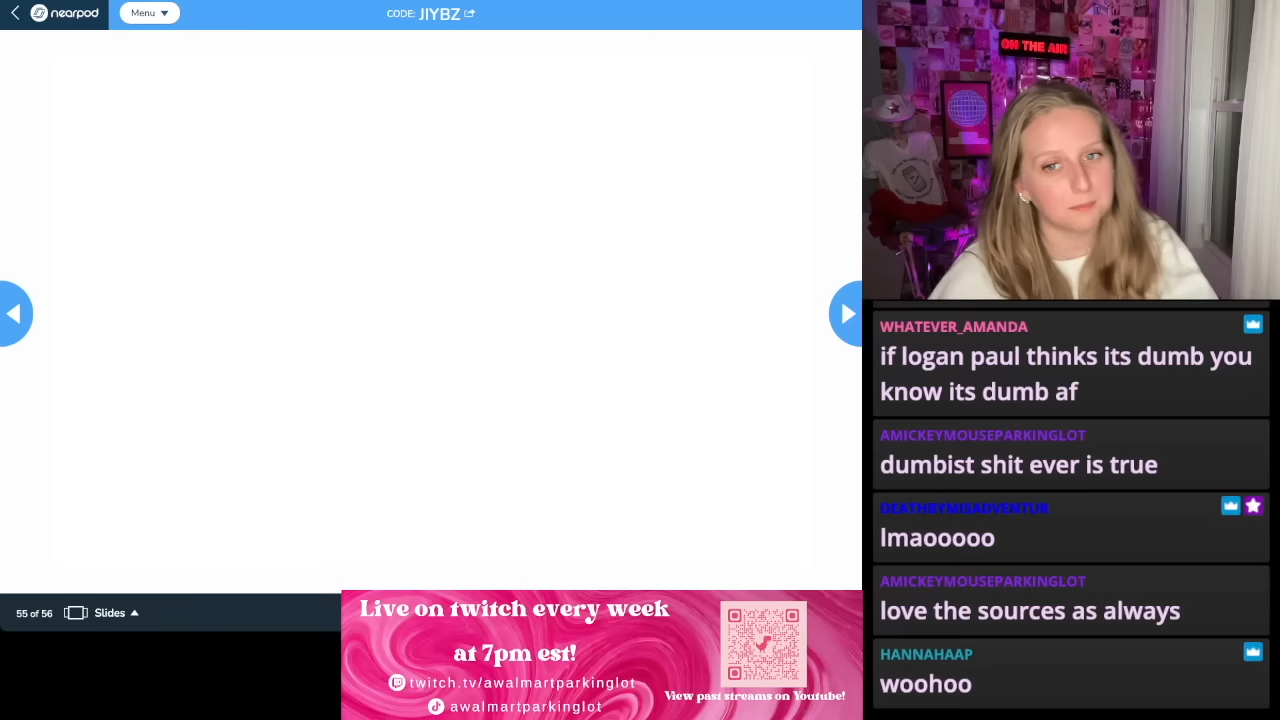 nearpod
Menu
CODE: JIYBZ
ON THE AIR
WHATEVER_AMANDA
if logan paul thinks its dumb you
know its dumb af
AMICKEYMOUSEPARKINGLOT
dumbist shit ever is true
DEATHBYMISADVENTUR
lmaooooo
AMICKEYMOUSEPARKINGLOT
love the sources as always
HANNAHAAP
woohoo
55 of 56
Slides
Live on twitch every week
at 7pm est!
twitch.tv/awalmartparkinglot
awalmartparkinglot
View past streams on Youtube!